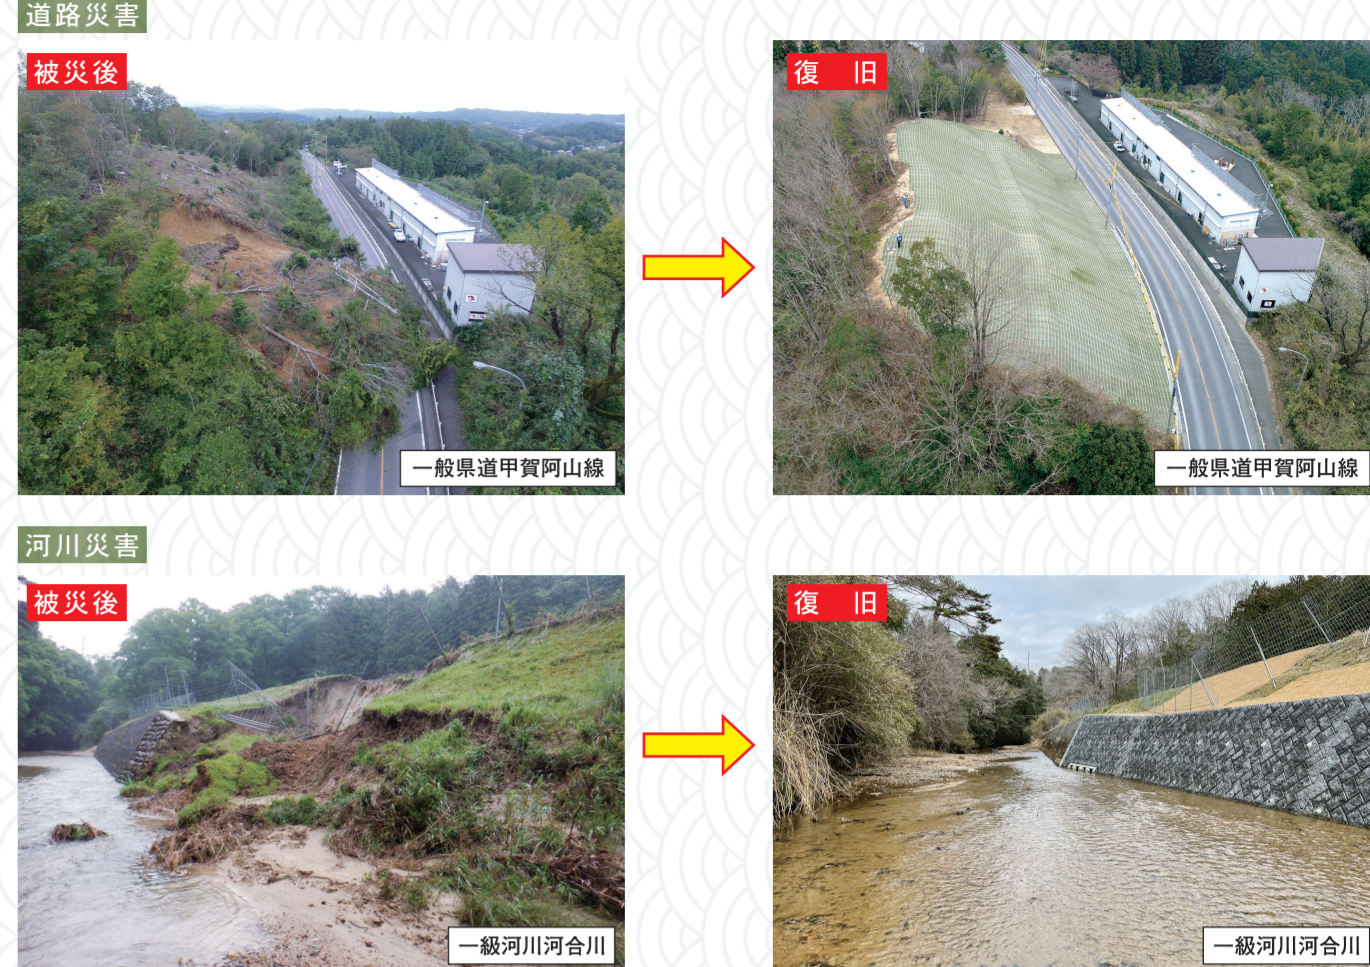 道路災害
被災後
復 旧
一般県道甲賀阿山線
一般県道甲賀阿山線
河川災害
被災後
復 旧
一級河川河合川
一級河川河合川